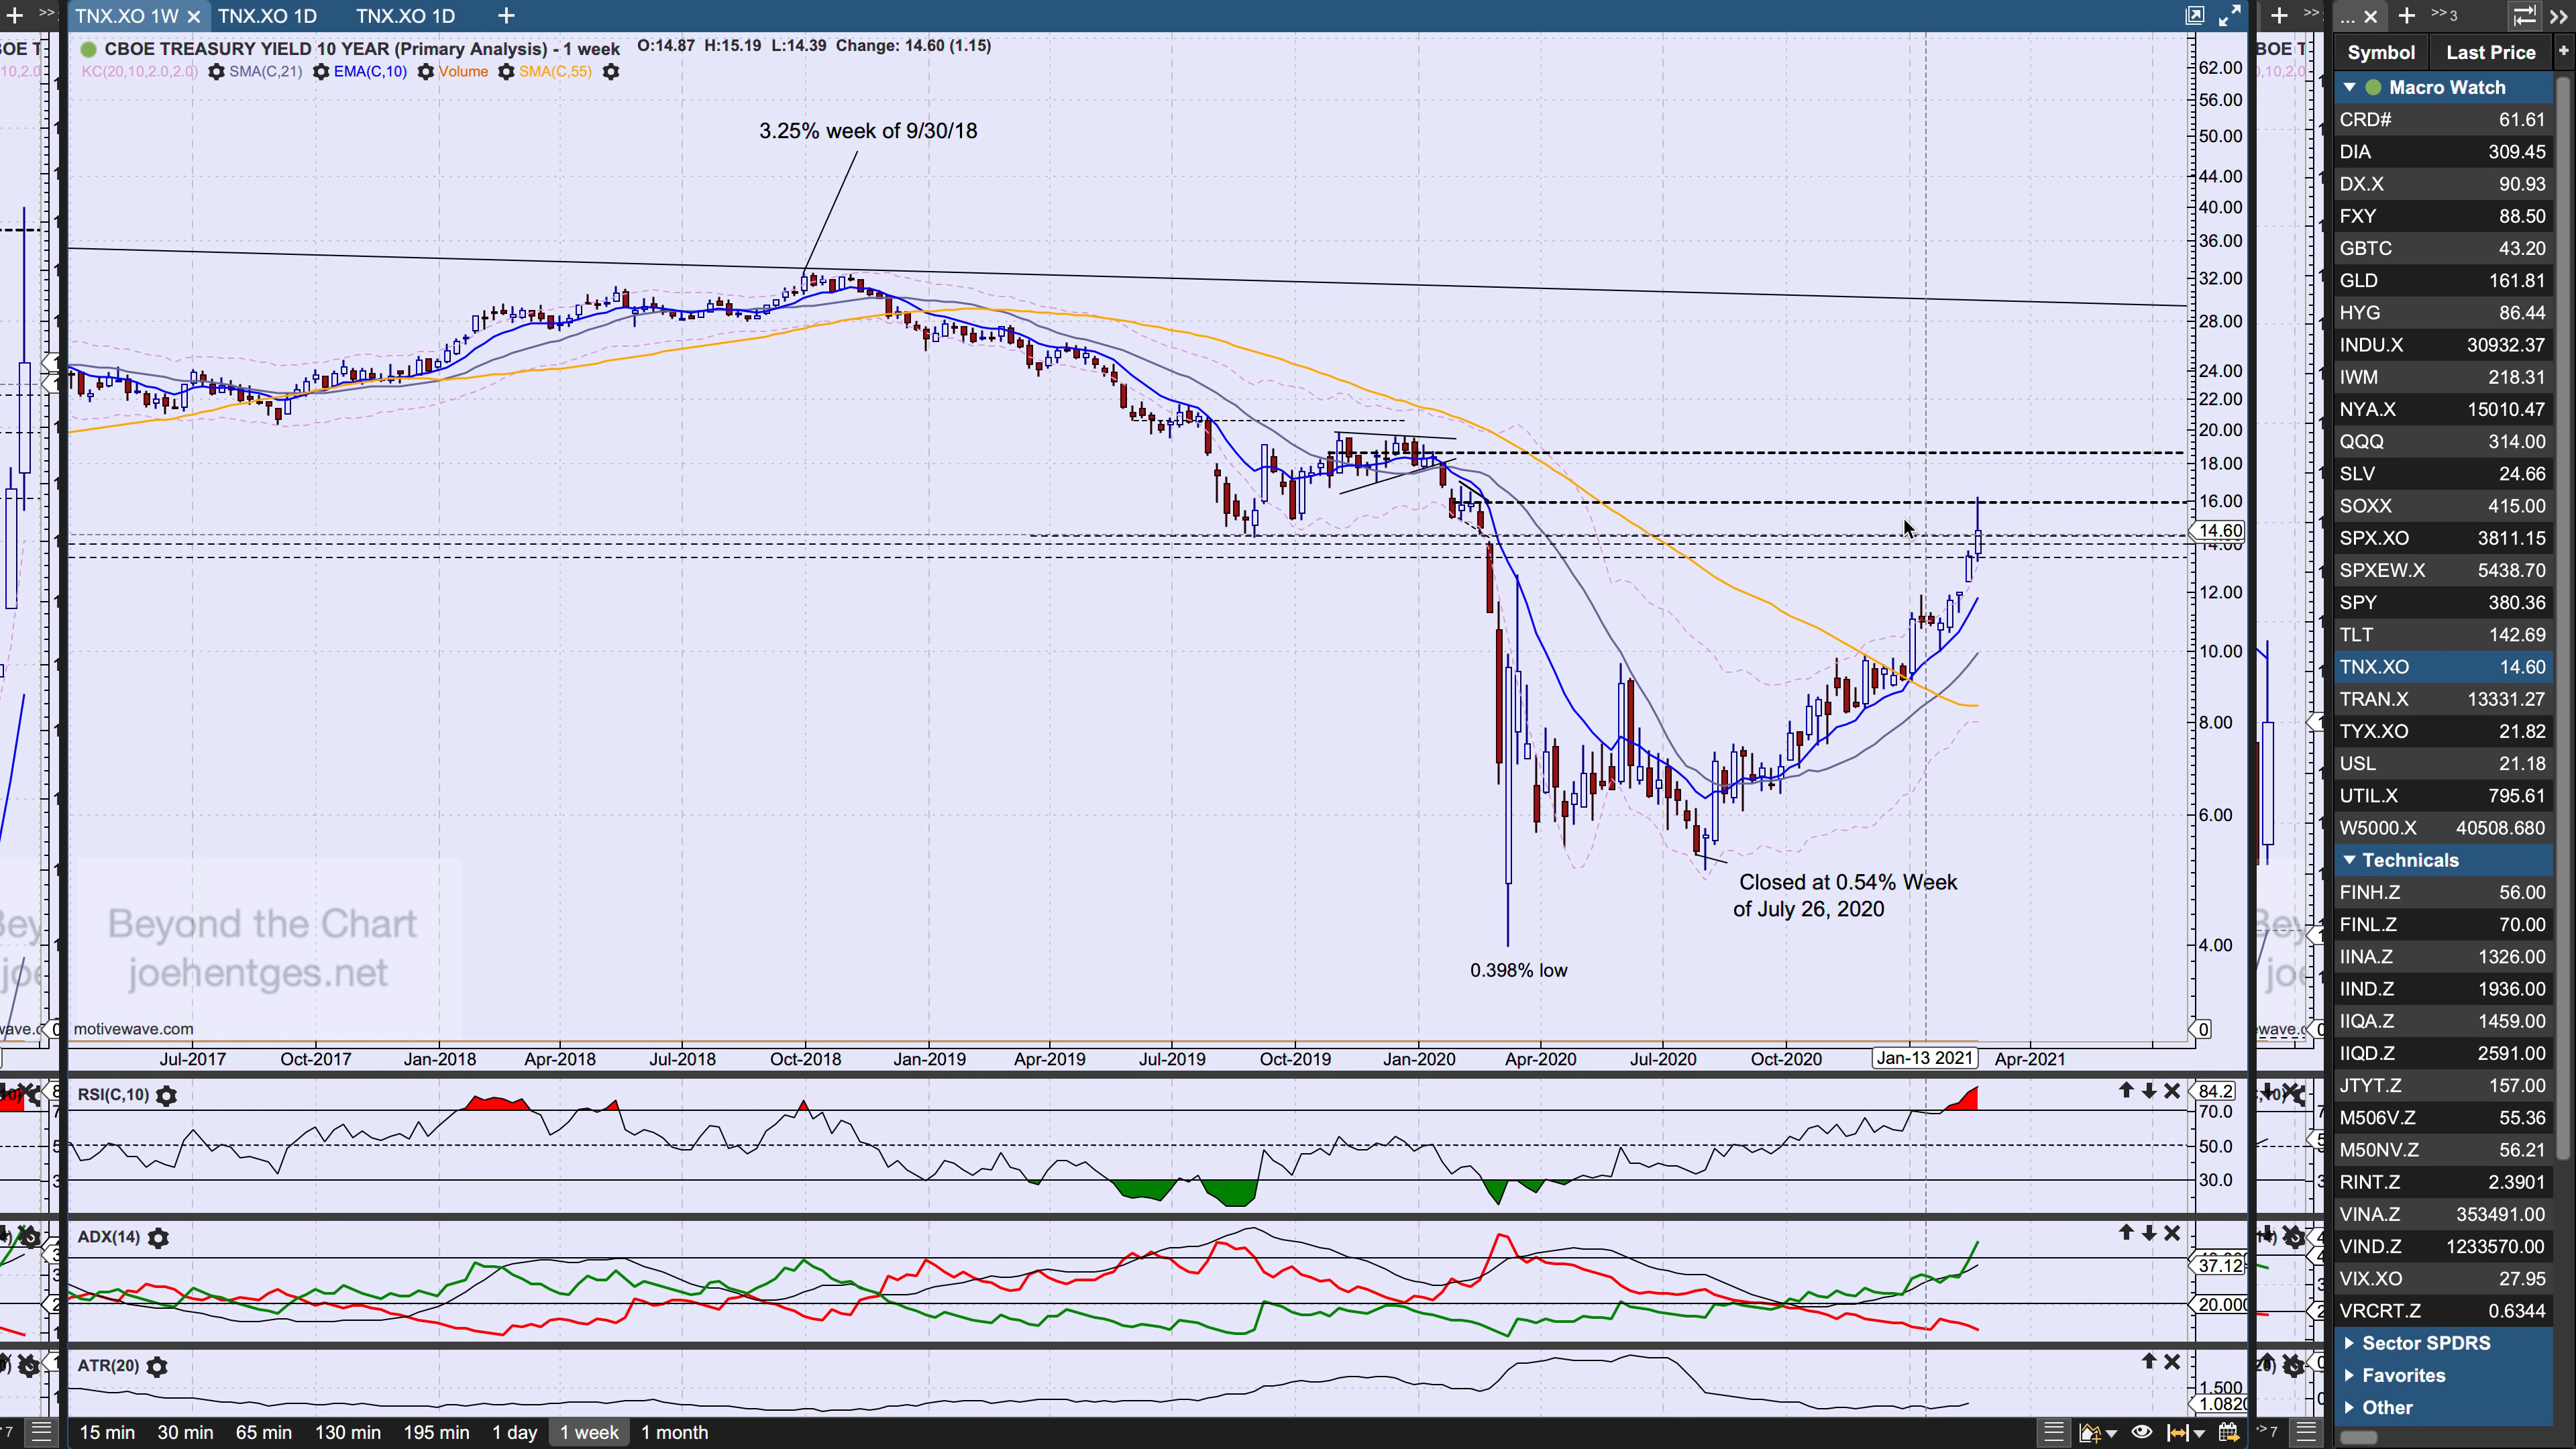 TNX.XO 1W
TNX.XO 1D
TNX.XO 1D
CBOE TREASURY YIELD 10 YEAR (Primary Analysis) - 1 week O:14.87 H:15.19 L:14.39 Change: 14.60 (1.15)
KC(20,10,2.0,2.0) SMA(C,21) EMA(C,10) Volume SMA(C,55)
3.25% week of 9/30/18
Closed at 0.54% Week
of July 26, 2020
0.398% low
Beyond the Chart
joehentges.net
motivewave.com
62.00
56.00
50.00
44.00
40.00
36.00
32.00
28.00
24.00
22.00
20.00
18.00
16.00
14.60
14.00
12.00
10.00
8.00
6.00
4.00
0
Jul-2017 Oct-2017 Jan-2018 Apr-2018 Jul-2018 Oct-2018 Jan-2019 Apr-2019 Jul-2019 Oct-2019 Jan-2020 Apr-2020 Jul-2020 Oct-2020 Jan-13 2021 Apr-2021
RSI(C,10)
84.2
70.0
50.0
30.0
ADX(14)
37.12
20.000
ATR(20)
1.500
1.0820
15 min 30 min 65 min 130 min 195 min 1 day 1 week 1 month
Symbol Last Price
Macro Watch
CRD# 61.61
DIA 309.45
DX.X 90.93
FXY 88.50
GBTC 43.20
GLD 161.81
HYG 86.44
INDU.X 30932.37
IWM 218.31
NYA.X 15010.47
QQQ 314.00
SLV 24.66
SOXX 415.00
SPX.XO 3811.15
SPXEW.X 5438.70
SPY 380.36
TLT 142.69
TNX.XO 14.60
TRAN.X 13331.27
TYX.XO 21.82
USL 21.18
UTIL.X 795.61
W5000.X 40508.680
Technicals
FINH.Z 56.00
FINL.Z 70.00
IINA.Z 1326.00
IIND.Z 1936.00
IIQA.Z 1459.00
IIQD.Z 2591.00
JTYT.Z 157.00
M506V.Z 55.36
M50NV.Z 56.21
RINT.Z 2.3901
VINA.Z 353491.00
VIND.Z 1233570.00
VIX.XO 27.95
VRCRT.Z 0.6344
Sector SPDRS
Favorites
Other